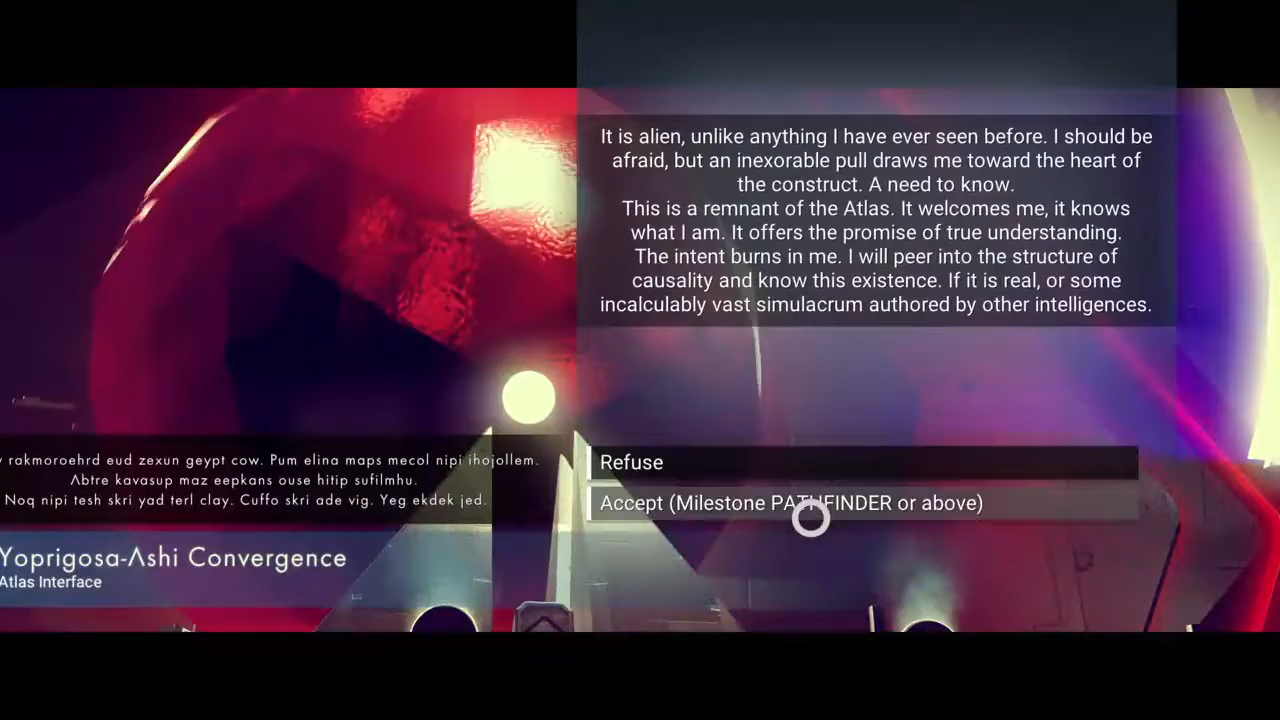 It is alien, unlike anything I have ever seen before. I should be
afraid, but an inexorable pull draws me toward the heart of
the construct. A need to know.
This is a remnant of the Atlas. It welcomes me, it knows
what I am. It offers the promise of true understanding.
The intent burns in me. I will peer into the structure of
causality and know this existence. If it is real, or some
incalculably vast simulacrum authored by other intelligences.
Refuse
Accept (Milestone PATHFINDER or above)
rakmoroehrd eud zexun geypt cow. Pum elina maps mecol nipi ihojollem.
Abtre kavasup maz eepkans ouse hitip sufilmhu.
Noq nipi tesh skri yad terl clay. Cuffo skri ade vig. Yeg ekdek jed.
Yoprigosa-Λshi Convergence
Atlas Interface